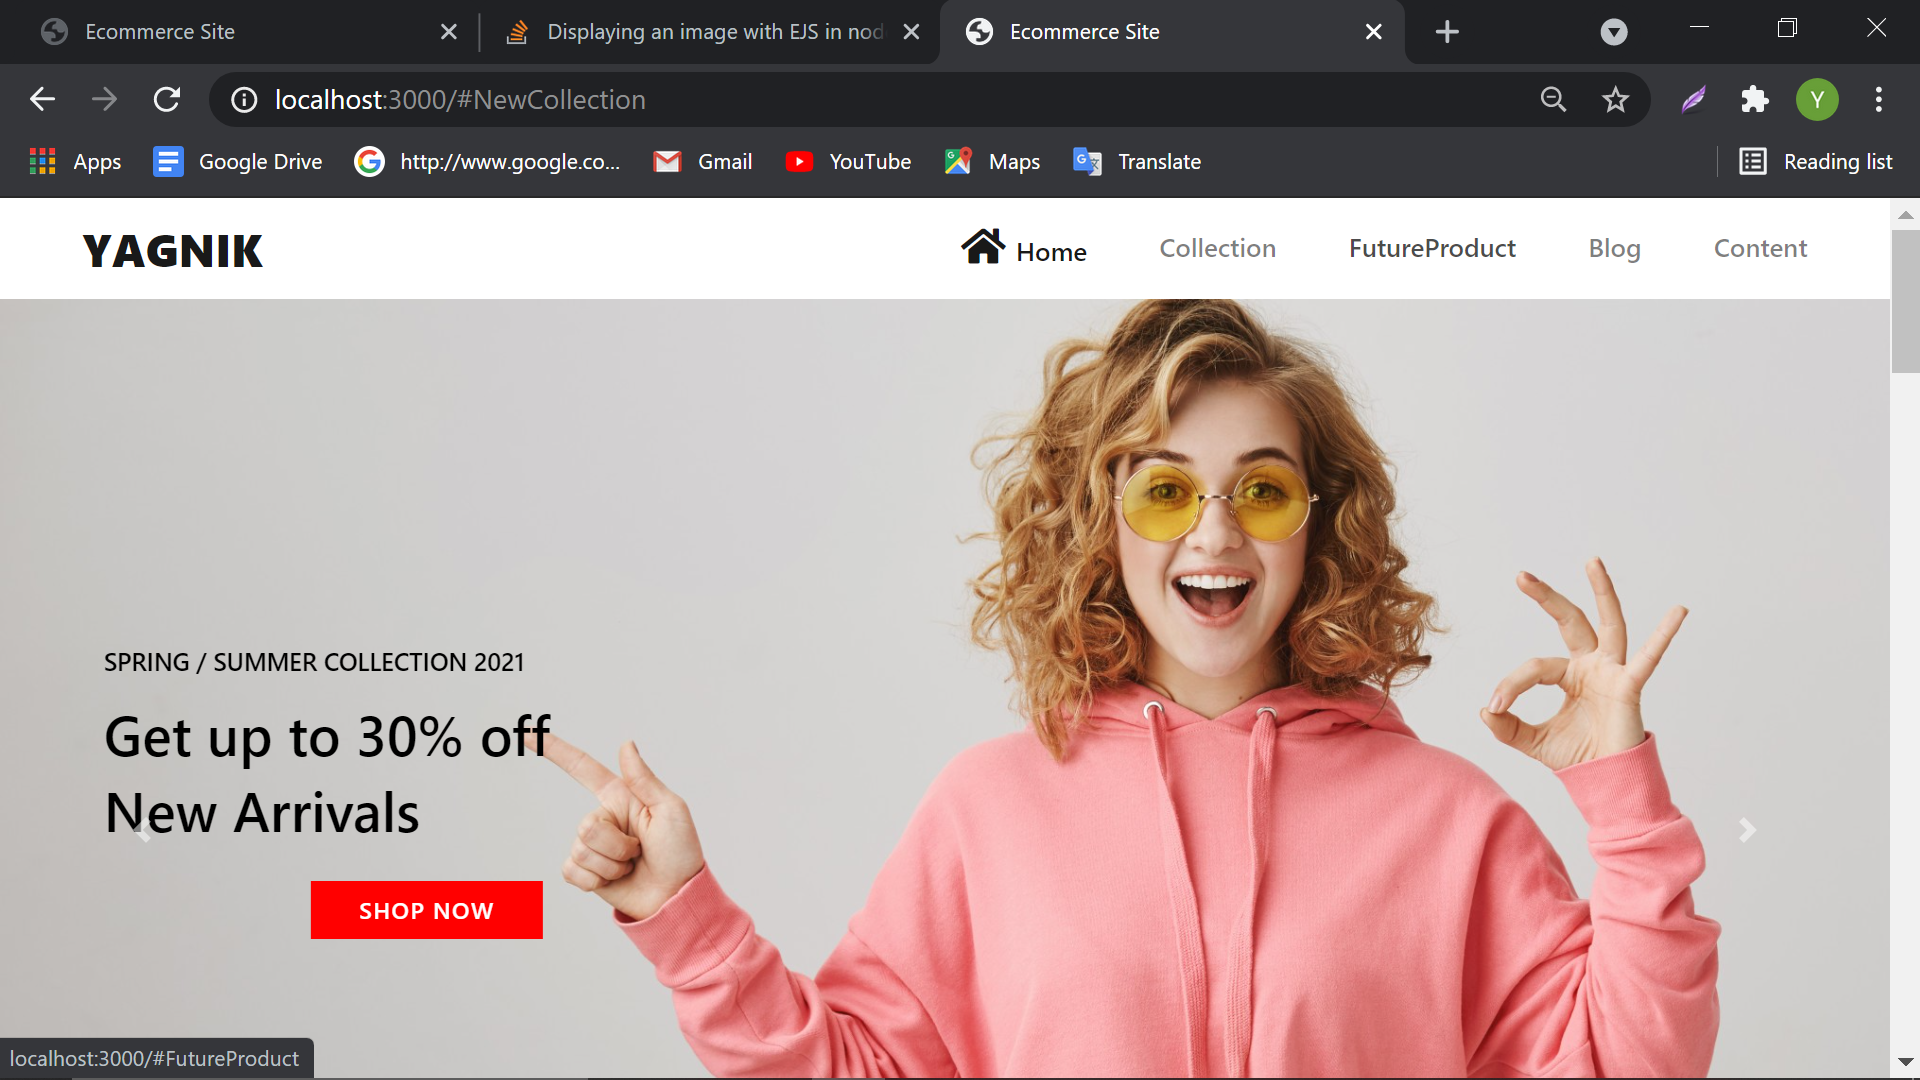 Ecommerce Site
Displaying an image with EJS in nod
Ecommerce Site
localhost:3000/#NewCollection
Y
Apps
Google Drive
http://www.google.co...
Gmail
YouTube
Maps
Translate
Reading list
YAGNIK
Home
Collection
FutureProduct
Blog
Content
SPRING / SUMMER COLLECTION 2021
Get up to 30% off
New Arrivals
SHOP NOW
localhost:3000/#FutureProduct